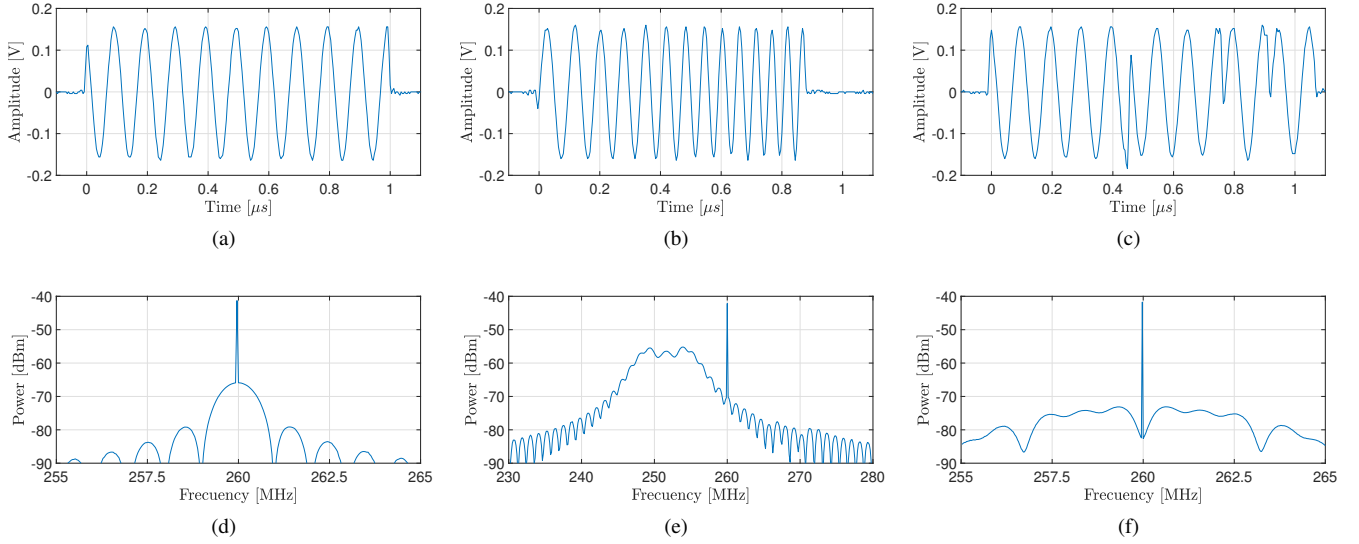 0.2
0.1
0
-0.1
-0.2
Amplitude [V]
0 0.2 0.4 0.6 0.8 1
Time [μs]
(a)
0.2
0.1
0
-0.1
-0.2
Amplitude [V]
0 0.2 0.4 0.6 0.8 1
Time [μs]
(b)
0.2
0.1
0
-0.1
-0.2
Amplitude [V]
0 0.2 0.4 0.6 0.8 1
Time [μs]
(c)
-40
-50
-60
-70
-80
-90
Power [dBm]
255 257.5 260 262.5 265
Frecuency [MHz]
(d)
-40
-50
-60
-70
-80
-90
Power [dBm]
230 240 250 260 270 280
Frecuency [MHz]
(e)
-40
-50
-60
-70
-80
-90
Power [dBm]
255.5 257.5 260 262.5 265
Frecuency [MHz]
(f)